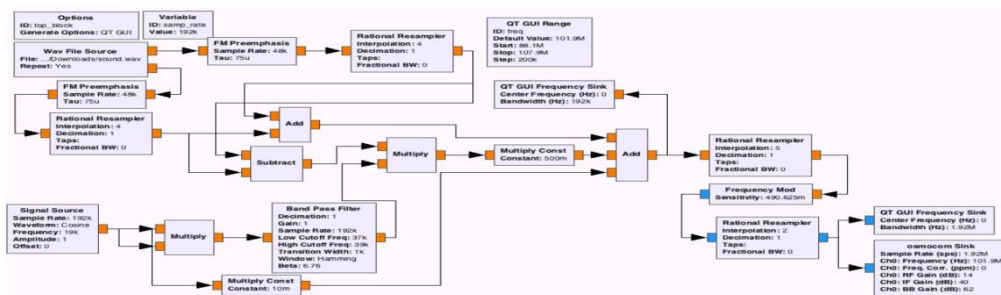 Options
ID: top_block
Generate Options: QT GUI
Variable
ID: samp_rate
Value: 192k
Wav File Source
File: .../Downloads/sound.wav
Repeat: Yes
FM Preemphasis
Sample Rate: 48k
Tau: 75u
Rational Resampler
Interpolation: 4
Decimation: 1
Taps:
Fractional BW: 0
QT GUI Range
ID: freq
Default Value: 101.9M
Start: 88.1M
Stop: 107.9M
Step: 200k
FM Preemphasis
Sample Rate: 48k
Tau: 75u
Rational Resampler
Interpolation: 4
Decimation: 1
Taps:
Fractional BW: 0
Add
Subtract
Multiply
Multiply Const
Constant: 500m
QT GUI Frequency Sink
Center Frequency (Hz): 0
Bandwidth (Hz): 192k
Add
Rational Resampler
Interpolation: 5
Decimation: 1
Taps:
Fractional BW: 0
Frequency Mod
Sensitivity: 490.625m
Signal Source
Sample Rate: 192k
Waveform: Cosine
Frequency: 19k
Amplitude: 1
Offset: 0
Multiply
Band Pass Filter
Decimation: 1
Gain: 1
Sample Rate: 192k
Low Cutoff Freq: 37k
High Cutoff Freq: 39k
Transition Width: 1k
Window: Hamming
Beta: 6.76
Multiply Const
Constant: 10m
Rational Resampler
Interpolation: 2
Decimation: 1
Taps:
Fractional BW: 0
QT GUI Frequency Sink
Center Frequency (Hz): 0
Bandwidth (Hz): 1.92M
osmocom Sink
Sample Rate (sps): 1.92M
Ch0: Frequency (Hz): 101.9M
Ch0: Freq. Corr. (ppm): 0
Ch0: RF Gain (dB): 14
Ch0: IF Gain (dB): 40
Ch0: BB Gain (dB): 62